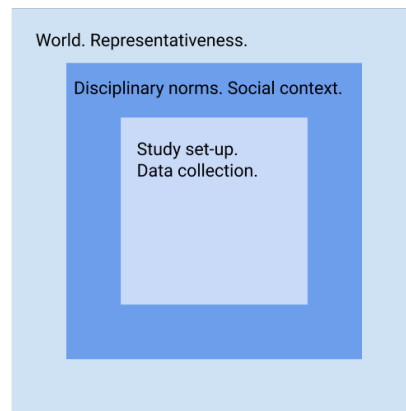 World. Representativeness.
Disciplinary norms. Social context.
Study set-up.
Data collection.